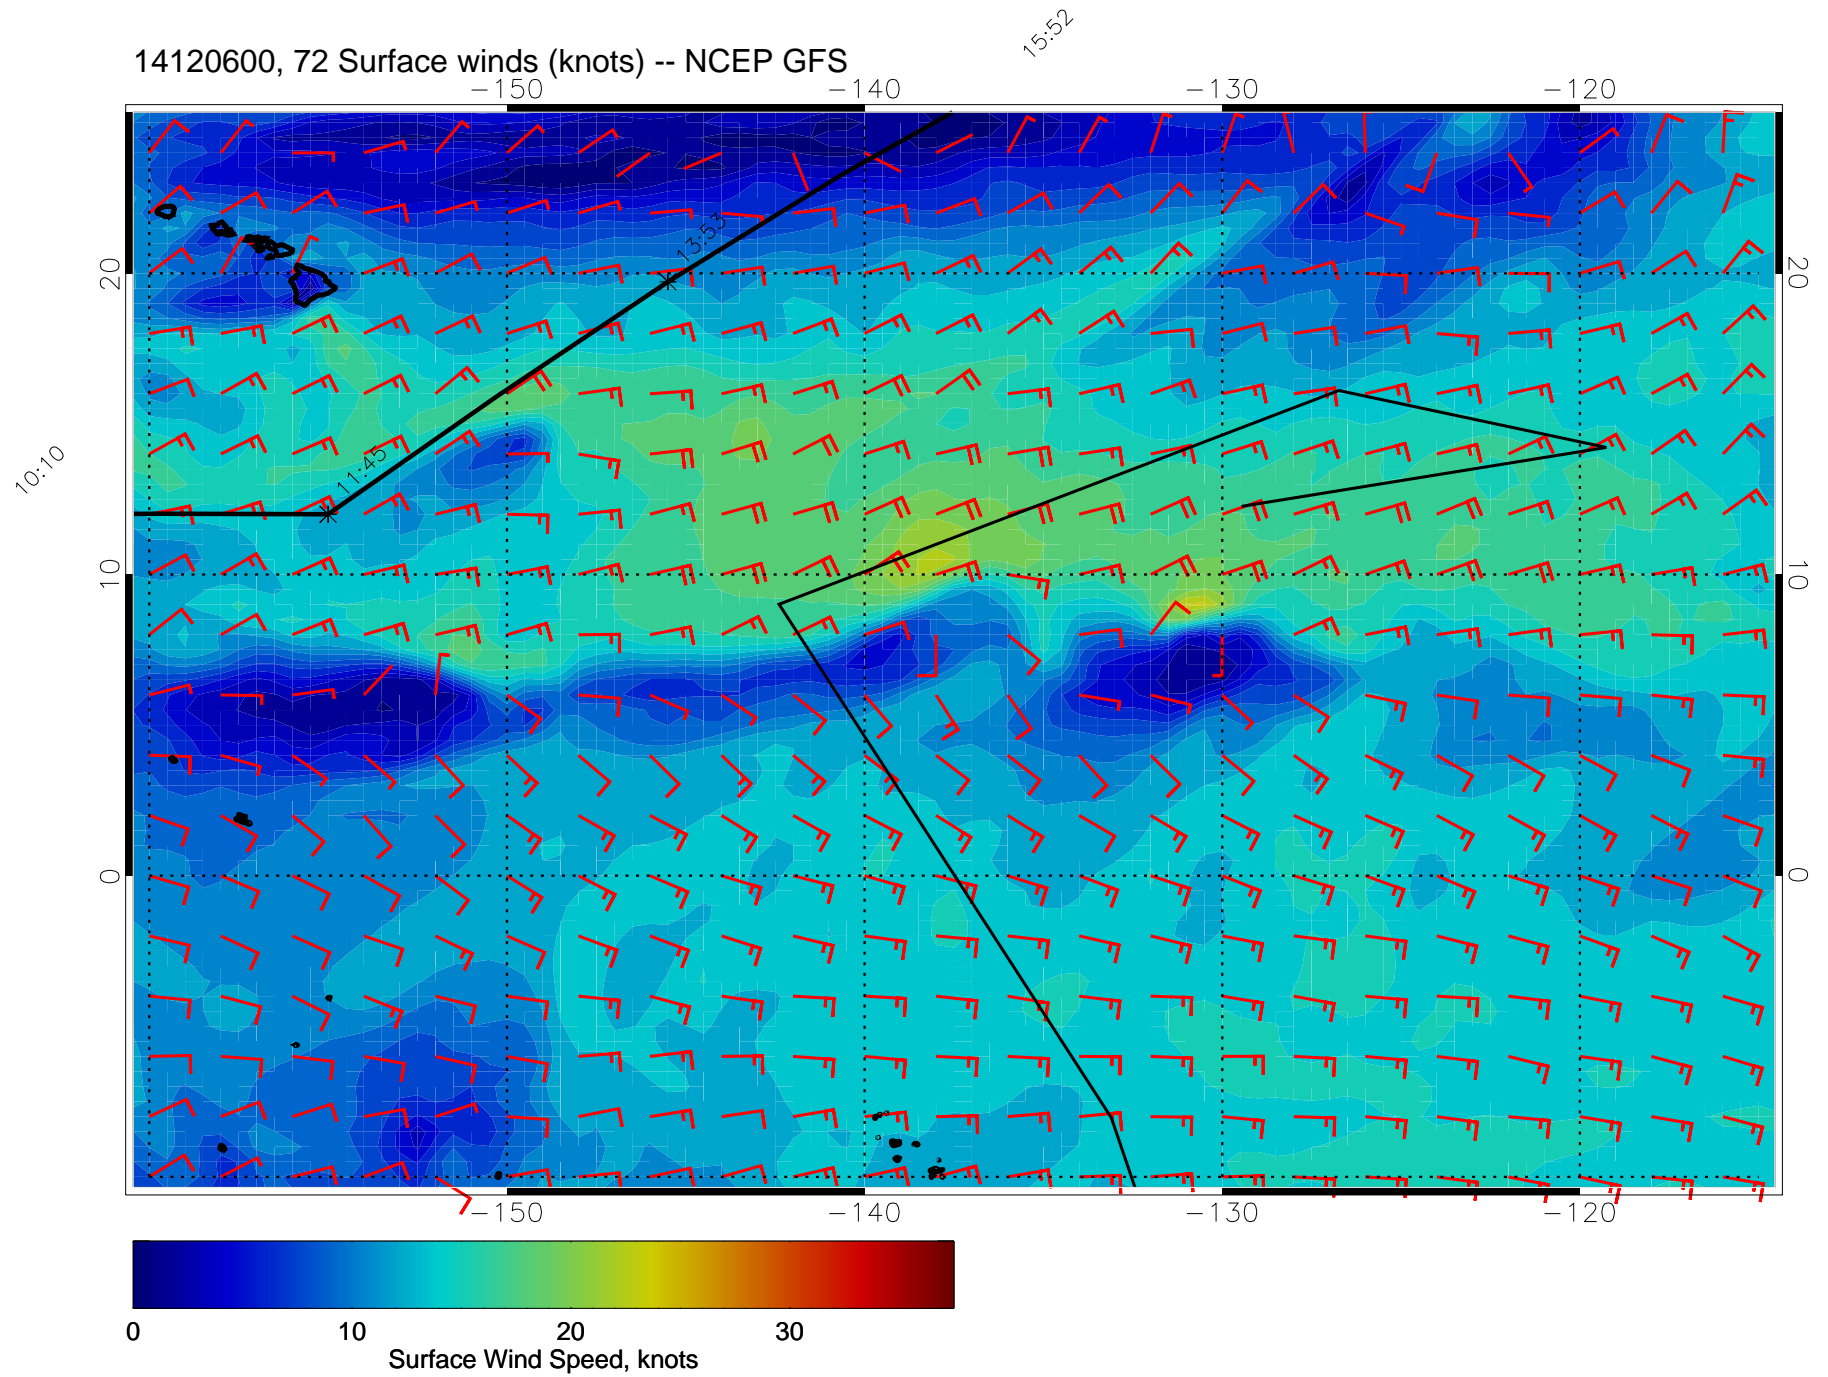 15:52
14120600, 72 Surface winds (knots) -- NCEP GFS
-150 -140 -130 -120
13:53
20 20
11:45
10:10
10 10
0 0
-150 -140 -130 -120
0 10 20 30
Surface Wind Speed, knots